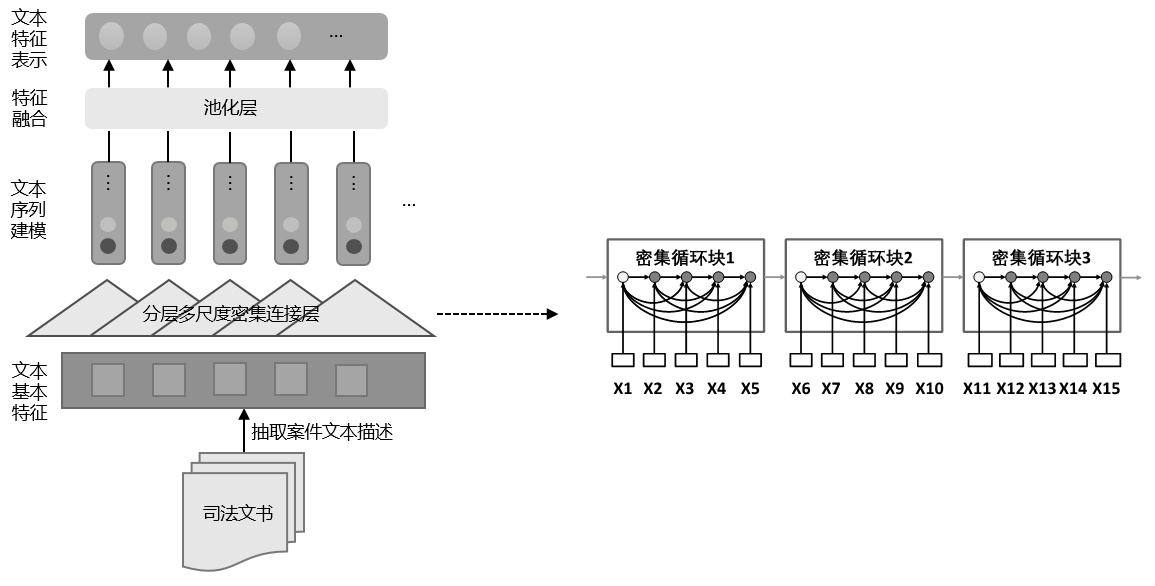 文本
特征
表示
...
特征
融合
池化层
文本
序列
建模
...
...
...
...
...
...
分层多尺度密集连接层
文本
基本
特征
抽取案件文本描述
司法文书
密集循环块1
密集循环块2
密集循环块3
X1 X2 X3 X4 X5 X6 X7 X8 X9 X10 X11 X12 X13 X14 X15